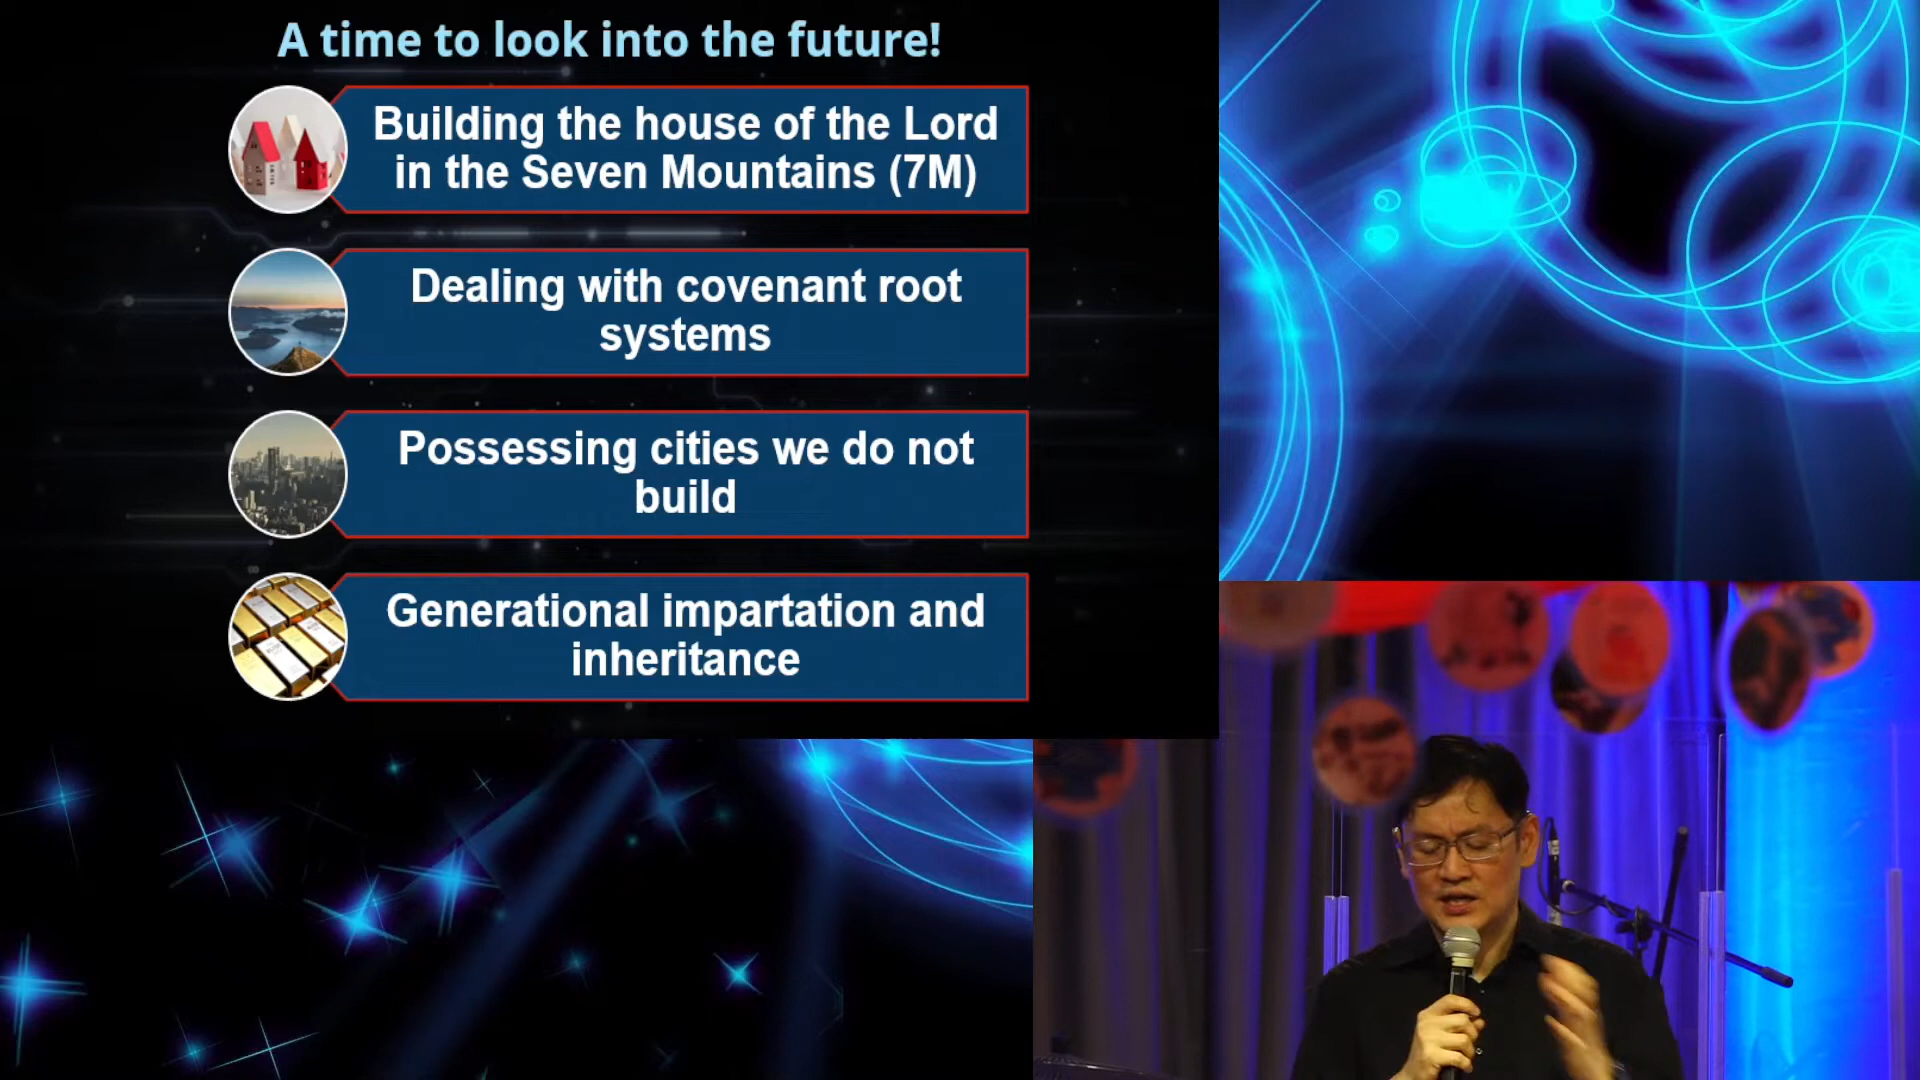 A time to look into the future!
Building the house of the Lord
in the Seven Mountains (7M)
Dealing with covenant root
systems
Possessing cities we do not
build
Generational impartation and
inheritance